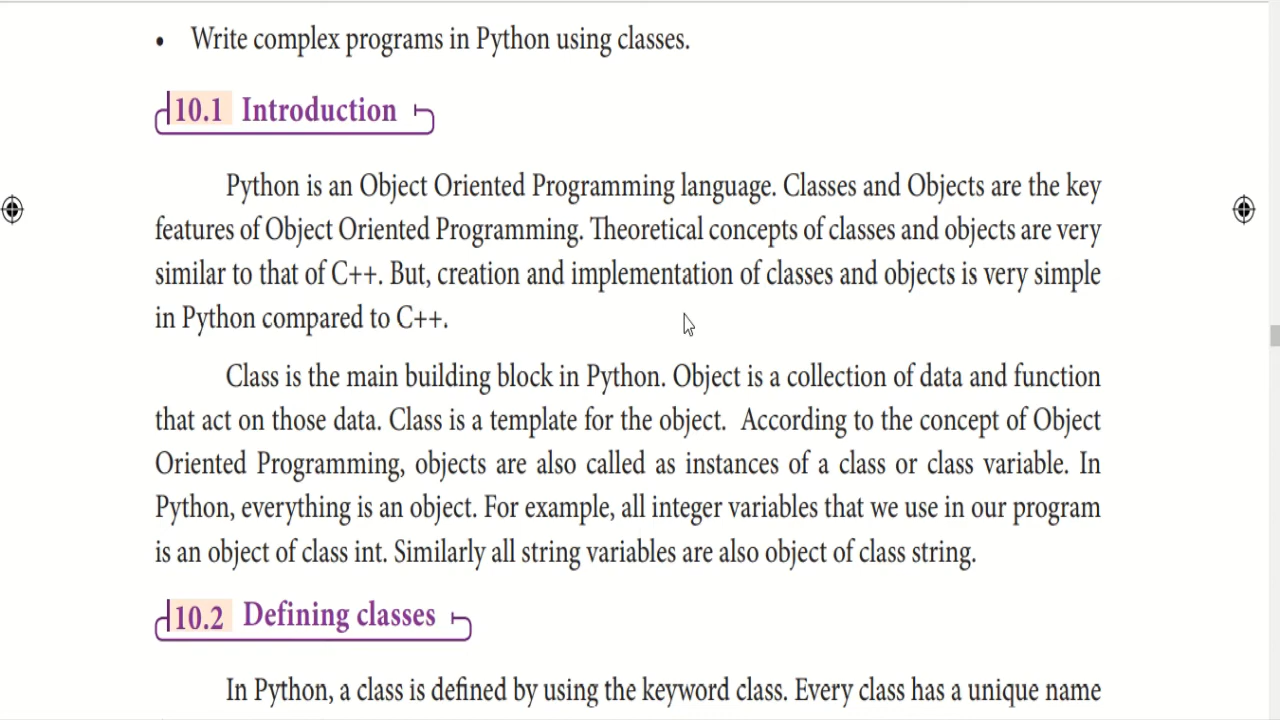 • Write complex programs in Python using classes.
10.1 Introduction
Python is an Object Oriented Programming language. Classes and Objects are the key
features of Object Oriented Programming. Theoretical concepts of classes and objects are very
similar to that of C++. But, creation and implementation of classes and objects is very simple
in Python compared to C++.
Class is the main building block in Python. Object is a collection of data and function
that act on those data. Class is a template for the object. According to the concept of Object
Oriented Programming, objects are also called as instances of a class or class variable. In
Python, everything is an object. For example, all integer variables that we use in our program
is an object of class int. Similarly all string variables are also object of class string.
10.2 Defining classes
In Python, a class is defined by using the keyword class. Every class has a unique name